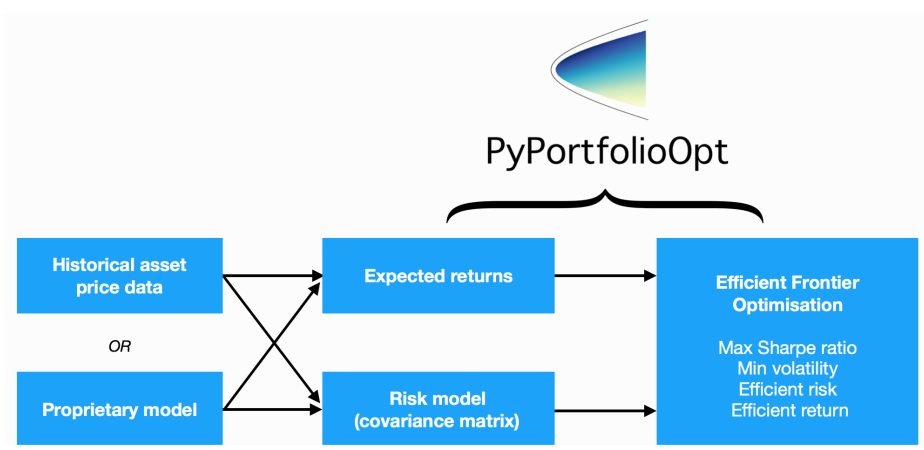 PyPortfolioOpt
Historical asset
price data
OR
Proprietary model
Expected returns
Risk model
(covariance matrix)
Efficient Frontier
Optimisation
Max Sharpe ratio
Min volatility
Efficient risk
Efficient return